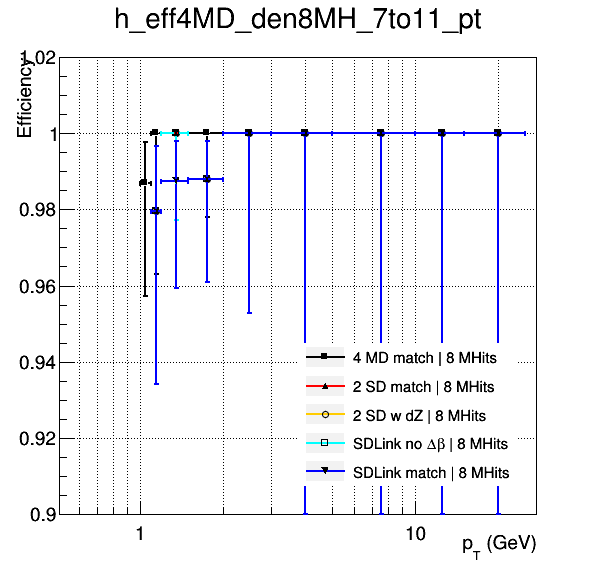 h_eff4MD_den8MH_7to11_pt
Efficiency
1.02
1
0.98
0.96
0.94
0.92
0.9
4 MD match | 8 MHits
2 SD match | 8 MHits
2 SD w dZ | 8 MHits
SDLink no Δβ | 8 MHits
SDLink match | 8 MHits
1
10
p_T (GeV)